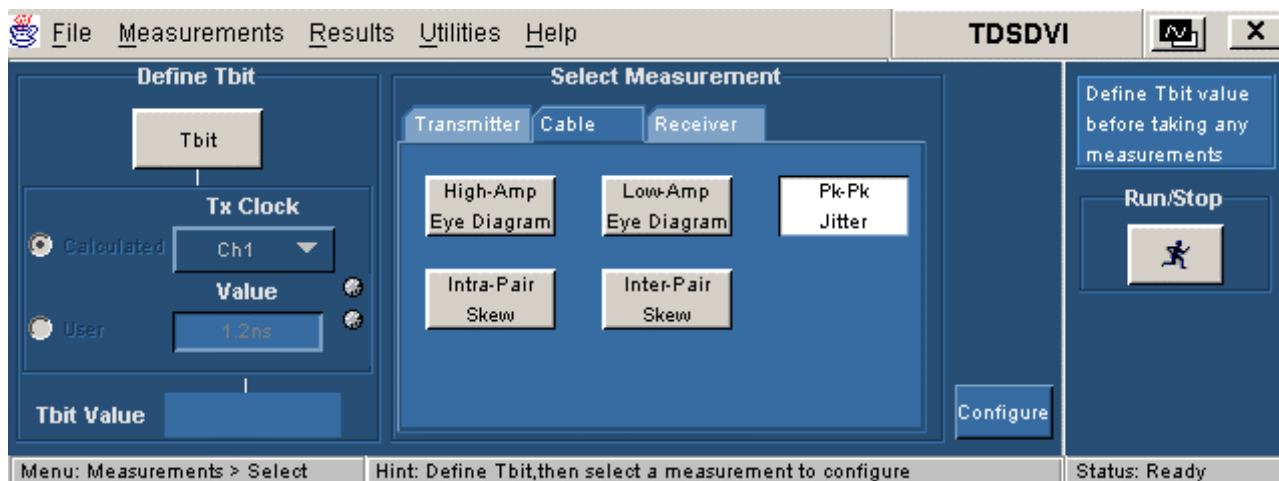 File Measurements Results Utilities Help TDSDVI X
Define Tbit
Tbit
Tx Clock
Calculated
Ch1
Value
User
1.2ns
Tbit Value
Select Measurement
Transmitter Cable Receiver
High-Amp
Eye Diagram
Low-Amp
Eye Diagram
Pk-Pk
Jitter
Intra-Pair
Skew
Inter-Pair
Skew
Configure
Define Tbit value
before taking any
measurements
Run/Stop
Menu: Measurements > Select
Hint: Define Tbit,then select a measurement to configure
Status: Ready